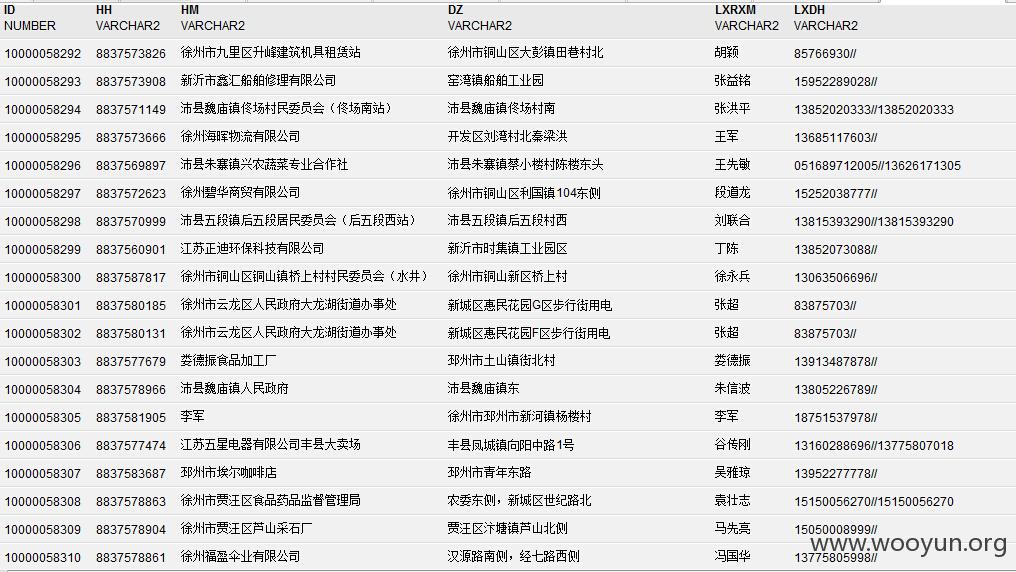 ID HH HM DZ LXRXM LXDH
NUMBER VARCHAR2 VARCHAR2 VARCHAR2 VARCHAR2 VARCHAR2
10000058292 8837573826 徐州市九里区升峰建筑机具租赁站 徐州市铜山区大彭镇田巷村北 胡颖 85766930//
10000058293 8837573908 新沂市鑫汇船舶修理有限公司 窑湾镇船舶工业园 张益铭 15952289028//
10000058294 8837571149 沛县魏庙镇佟场村民委员会（佟场南站） 沛县魏庙镇佟场村南 张洪平 13852020333//13852020333
10000058295 8837573666 徐州海晖物流有限公司 开发区刘湾村北秦梁洪 王军 13685117603//
10000058296 8837569897 沛县朱寨镇兴农蔬菜专业合作社 沛县朱寨镇蔡小楼村陈楼东头 王先敏 051689712005//13626171305
10000058297 8837572623 徐州碧华商贸有限公司 徐州市铜山区利国镇104东侧 段道龙 15252038777//
10000058298 8837570999 沛县五段镇后五段居民委员会（后五段西站） 沛县五段镇后五段村西 刘联合 13815393290//13815393290
10000058299 8837560901 江苏正迪环保科技有限公司 新沂市时集镇工业园区 丁陈 13852073088//
10000058300 8837587817 徐州市铜山区铜山镇桥上村村民委员会（水井） 徐州市铜山新区桥上村 徐永兵 13063506696//
10000058301 8837580185 徐州市云龙区人民政府大龙湖街道办事处 新城区惠民花园G区步行街用电 张超 83875703//
10000058302 8837580131 徐州市云龙区人民政府大龙湖街道办事处 新城区惠民花园F区步行街用电 张超 83875703//
10000058303 8837577679 娄德振食品加工厂 邳州市土山镇街北村 娄德振 13913487878//
10000058304 8837578966 沛县魏庙镇人民政府 沛县魏庙镇东 朱信波 13805226789//
10000058305 8837581905 李军 徐州市邳州市新河镇杨楼村 李军 18751537978//
10000058306 8837577474 江苏五星电器有限公司丰县大卖场 丰县凤城镇向阳中路1号 谷传刚 13160288696//13775807018
10000058307 8837583687 邳州市埃尔咖啡店 邳州市青年东路 吴雅琼 13952277778//
10000058308 8837578863 徐州市贾汪区食品药品监督管理局 农委东侧，新城区世纪路北 袁壮志 15150056270//15150056270
10000058309 8837578904 徐州市贾汪区芦山采石厂 贾汪区汴塘镇芦山北侧 马先亮 15050008999//
10000058310 8837578861 徐州福盈伞业有限公司 汉源路南侧，经七路西侧 冯国华 13775805998//
www.wooyun.org